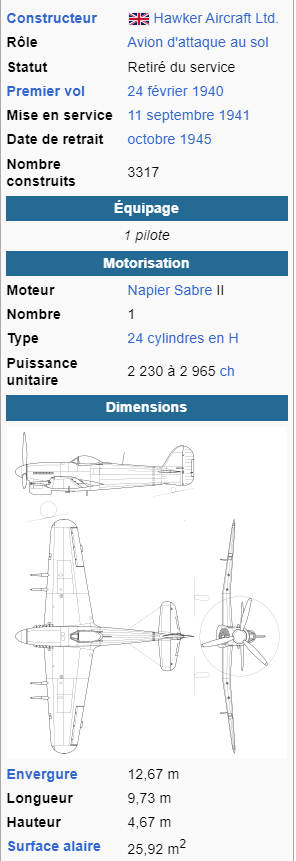 Constructeur Hawker Aircraft Ltd.
Rôle Avion d'attaque au sol
Statut Retiré du service
Premier vol 24 février 1940
Mise en service 11 septembre 1941
Date de retrait octobre 1945
Nombre
construits 3317
Équipage
1 pilote
Motorisation
Moteur Napier Sabre II
Nombre 1
Type 24 cylindres en H
Puissance
unitaire 2 230 à 2 965 ch
Dimensions
Envergure 12,67 m
Longueur 9,73 m
Hauteur 4,67 m
Surface alaire 25,92 m²